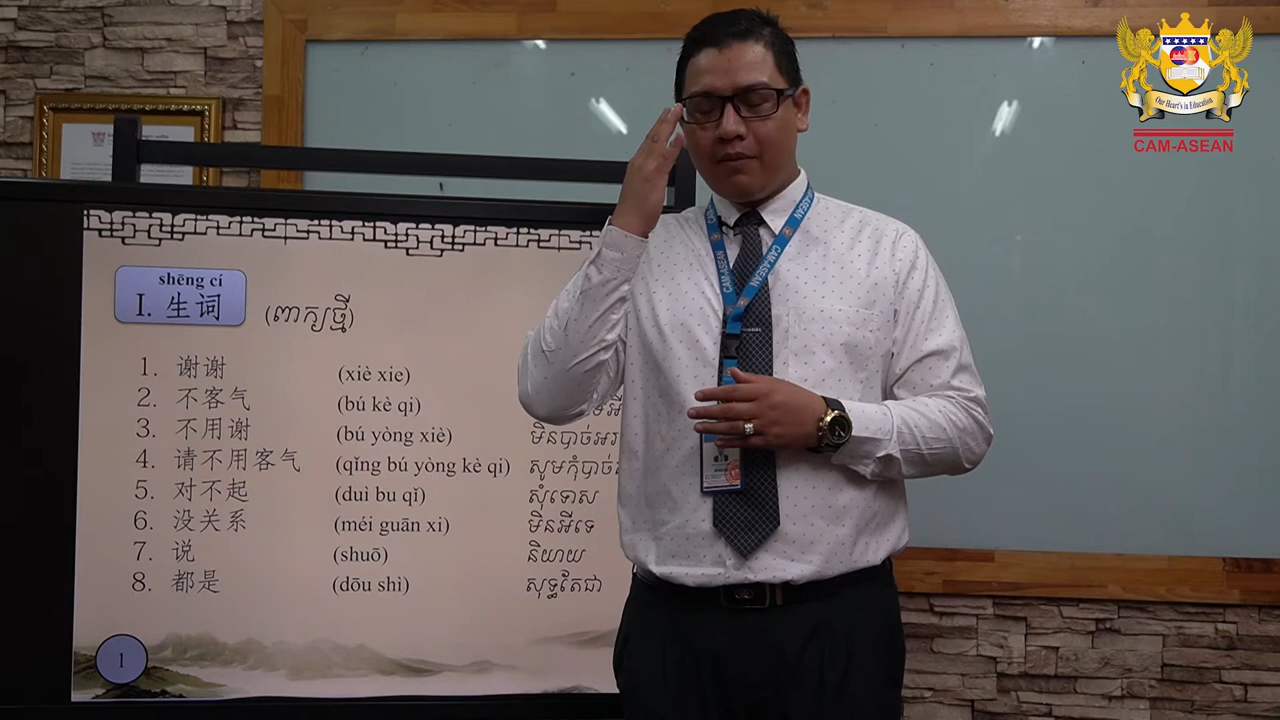 Our Heart's in Education
CAM-ASEAN
shēng cí
I. 生词 (ពាក្យថ្មី)
1. 谢谢 (xiè xie)
2. 不客气 (bú kè qi)
3. 不用谢 (bú yòng xiè) មិនបាច់អរ
4. 请不用客气 (qǐng bú yòng kè qi) សូមកុំបាច់
5. 对不起 (duì bu qǐ) សុំទោស
6. 没关系 (méi guān xi) មិនអីទេ
7. 说 (shuō) និយាយ
8. 都是 (dōu shì) សុទ្ធតែជា
1
CAM-ASEAN
CAM-ASEAN